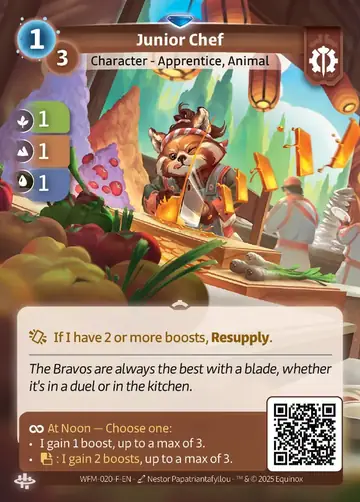 1
Junior Chef
3
Character - Apprentice, Animal
1
1
1
If I have 2 or more boosts, Resupply.
The Bravos are always the best with a blade, whether
it's in a duel or in the kitchen.
∞ At Noon — Choose one:
• I gain 1 boost, up to a max of 3.
• : I gain 2 boosts, up to a max of 3.
WFM-020-F-EN - Nestor Papatriantafyllou - ™ & © 2025 Equinox